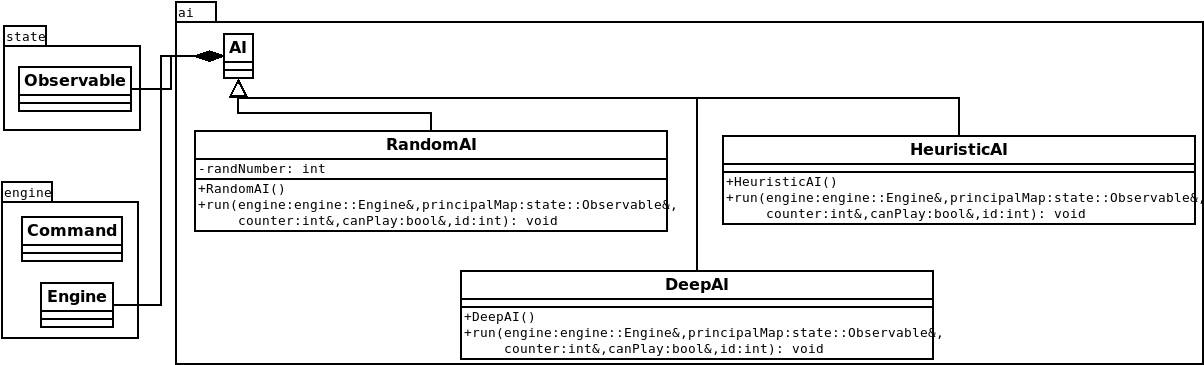 ai
state
Observable
AI
engine
Command
Engine
RandomAI
-randNumber: int
+RandomAI()
+run(engine:engine::Engine&,principalMap:state::Observable&,
counter:int&,canPlay:bool&,id:int): void
HeuristicAI
+HeuristicAI()
+run(engine:engine::Engine&,principalMap:state::Observable&,
counter:int&,canPlay:bool&,id:int): void
DeepAI
+DeepAI()
+run(engine:engine::Engine&,principalMap:state::Observable&,
counter:int&,canPlay:bool&,id:int): void